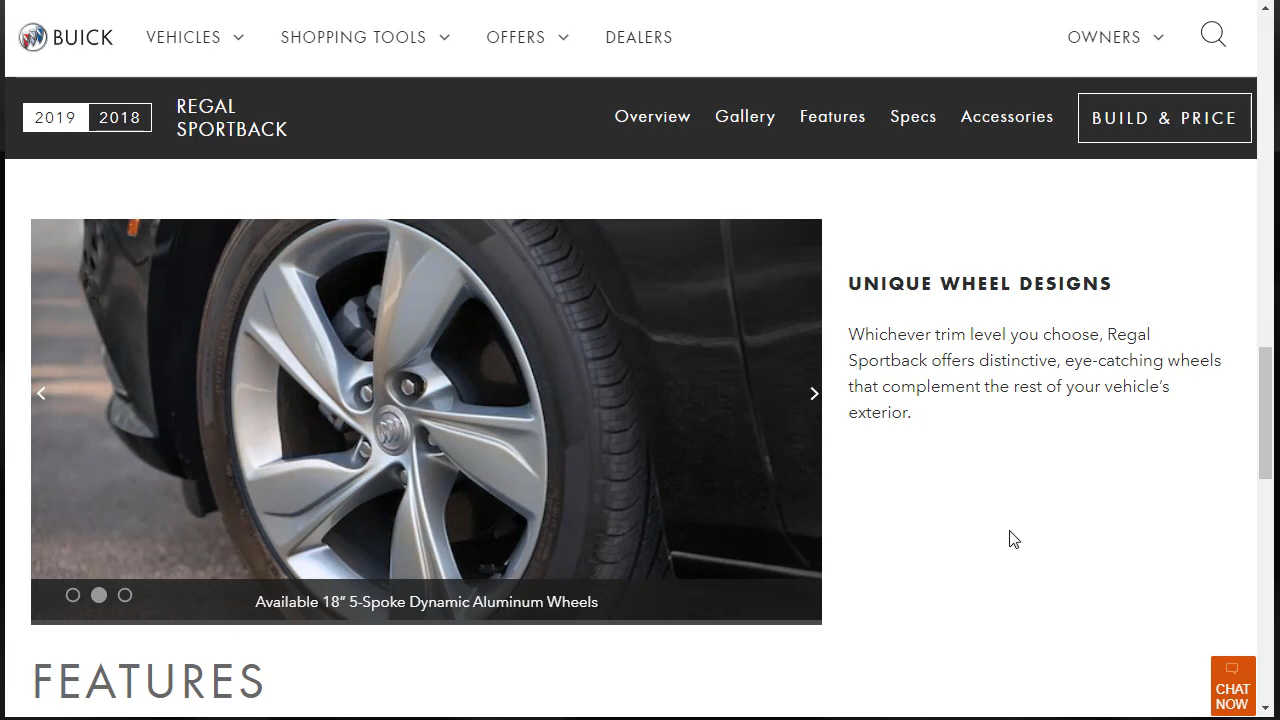 BUICK VEHICLES SHOPPING TOOLS OFFERS DEALERS OWNERS
2019 2018
REGAL
SPORTBACK
Overview Gallery Features Specs Accessories BUILD & PRICE
UNIQUE WHEEL DESIGNS
Whichever trim level you choose, Regal
Sportback offers distinctive, eye-catching wheels
that complement the rest of your vehicle’s
exterior.
Available 18” 5-Spoke Dynamic Aluminum Wheels
FEATURES
CHAT
NOW